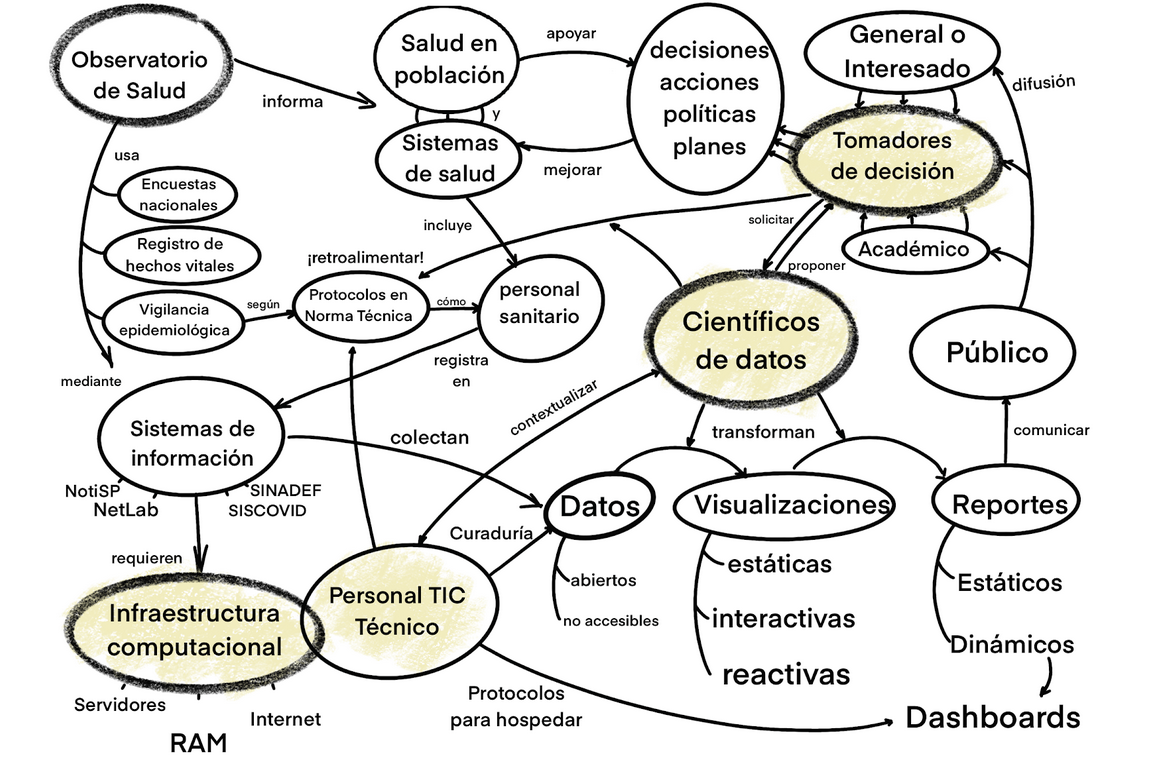 Observatorio
de Salud
informa
Salud en
población
y
Sistemas
de salud
apoyar
mejorar
decisiones
acciones
políticas
planes
General o
Interesado
difusión
Tomadores
de decisión
Académico
solicitar
proponer
usa
Encuestas
nacionales
Registro de
hechos vitales
Vigilancia
epidemiológica
según
¡retroalimentar!
Protocolos en
Norma Técnica
cómo
incluye
personal
sanitario
registra
en
mediante
Científicos
de datos
Público
comunicar
contextualizar
transforman
Sistemas de
información
NotiSP
NetLab
SINADEF
SISCOVID
colectan
Curaduría
Datos
abiertos
no accesibles
Visualizaciones
estáticas
interactivas
reactivas
Reportes
Estáticos
Dinámicos
Dashboards
requieren
Infraestructura
computacional
Servidores
RAM
Internet
Personal TIC
Técnico
Protocolos
para hospedar